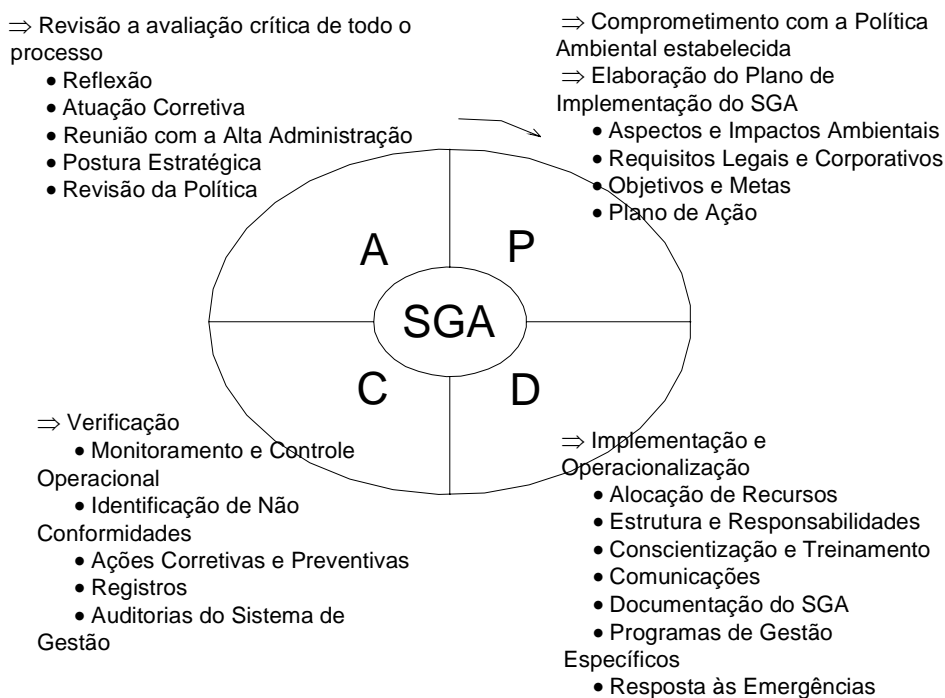 ⇒ Revisão a avaliação crítica de todo o
processo
• Reflexão
• Atuação Corretiva
• Reunião com a Alta Administração
• Postura Estratégica
• Revisão da Política
⇒ Comprometimento com a Política
Ambiental estabelecida
⇒ Elaboração do Plano de
Implementação do SGA
• Aspectos e Impactos Ambientais
• Requisitos Legais e Corporativos
• Objetivos e Metas
• Plano de Ação
A
P
SGA
C
D
⇒ Verificação
• Monitoramento e Controle
Operacional
• Identificação de Não
Conformidades
• Ações Corretivas e Preventivas
• Registros
• Auditorias do Sistema de
Gestão
⇒ Implementação e
Operacionalização
• Alocação de Recursos
• Estrutura e Responsabilidades
• Conscientização e Treinamento
• Comunicações
• Documentação do SGA
• Programas de Gestão
Específicos
• Resposta às Emergências